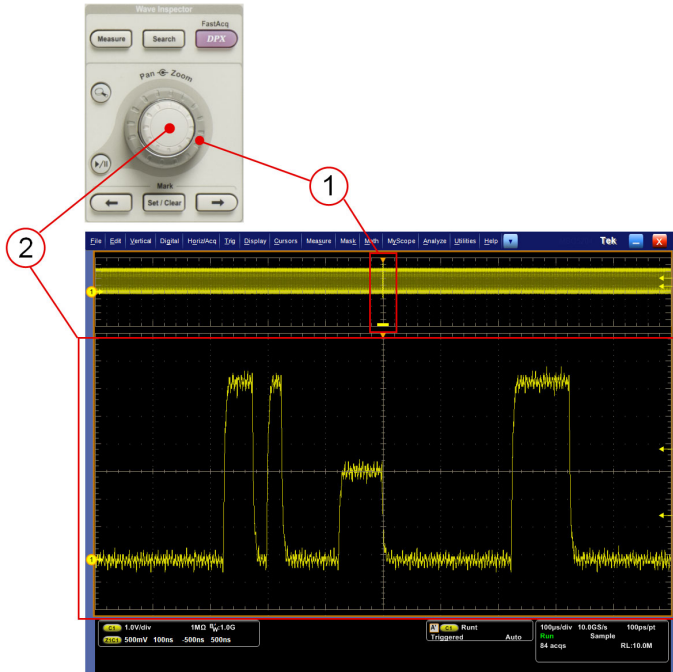 Wave Inspector
FastAcq
Measure Search DPX
Pan Zoom
Mark
← Set / Clear →
1
2
File Edit Vertical Digital Horiz/Acq Trig Display Cursors Measure Mask Math MyScope Analyze Utilities Help Tek X
1
1
C1 1.0V/div 1MΩ BW:1.0G
Z1C1 500mV 100ns -500ns 500ns
A' C1 Runt
Triggered Auto
100µs/div 10.0GS/s 100ps/pt
Run Sample
84 acqs RL:10.0M